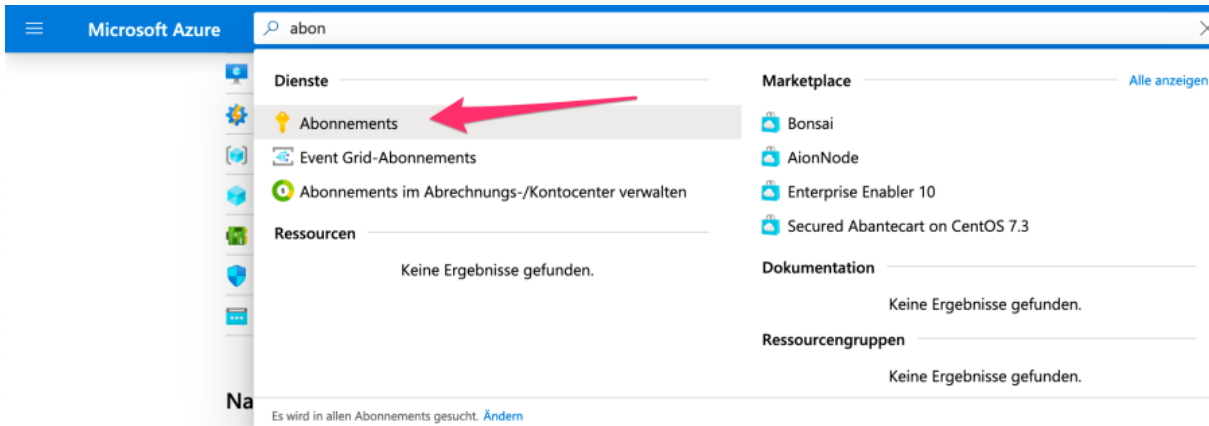 Microsoft Azure
abon
Dienste
Abonnements
Event Grid-Abonnements
Abonnements im Abrechnungs-/Kontocenter verwalten
Ressourcen
Keine Ergebnisse gefunden.
Marketplace
Alle anzeigen
Bonsai
AionNode
Enterprise Enabler 10
Secured Abantecart on CentOS 7.3
Dokumentation
Keine Ergebnisse gefunden.
Ressourcengruppen
Keine Ergebnisse gefunden.
Na
Es wird in allen Abonnements gesucht. Ändern